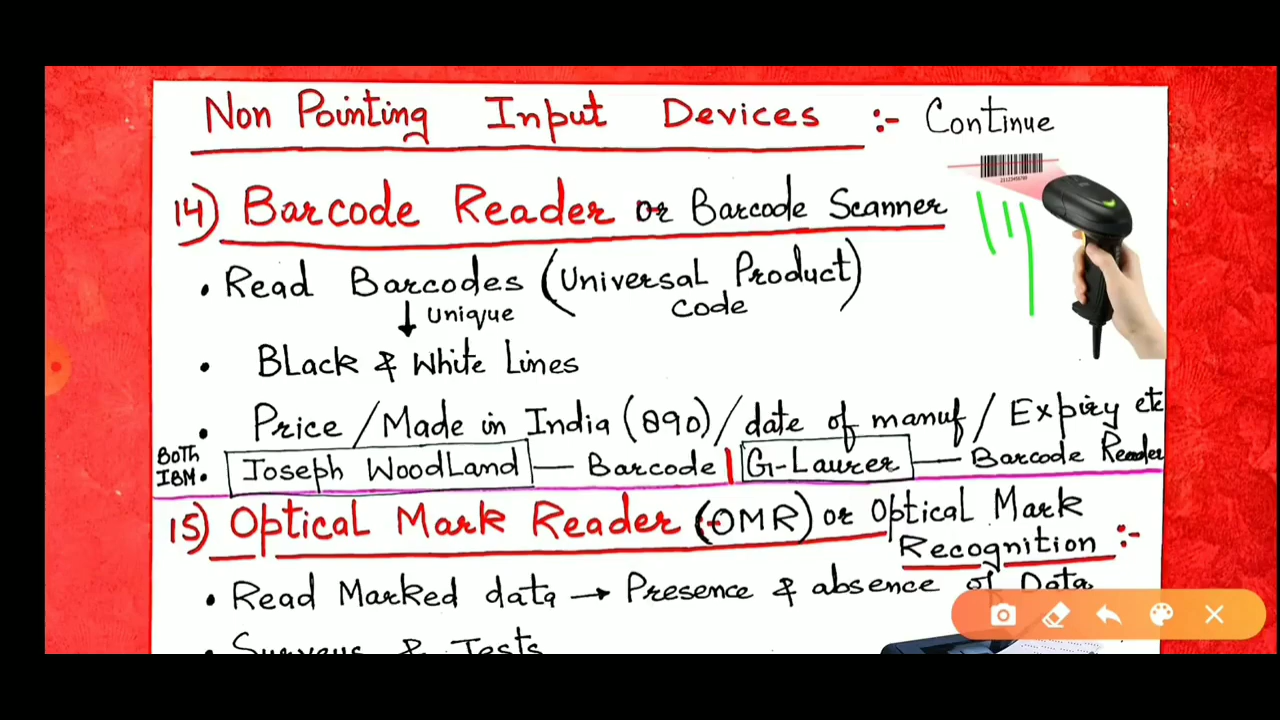 Non Pointing Input Devices :- Continue
14) Barcode Reader or Barcode Scanner
• Read Barcodes (Universal Product Code)
↓ Unique
• Black & White Lines
• Price / Made in India (890) / date of manuf / Expiry etc
BOTH IBM • Joseph WoodLand — Barcode | G-Laurer — Barcode Reader
15) Optical Mark Reader (OMR) or Optical Mark Recognition :-
• Read Marked data → Presence & absence of Data
• Surveys & Tests